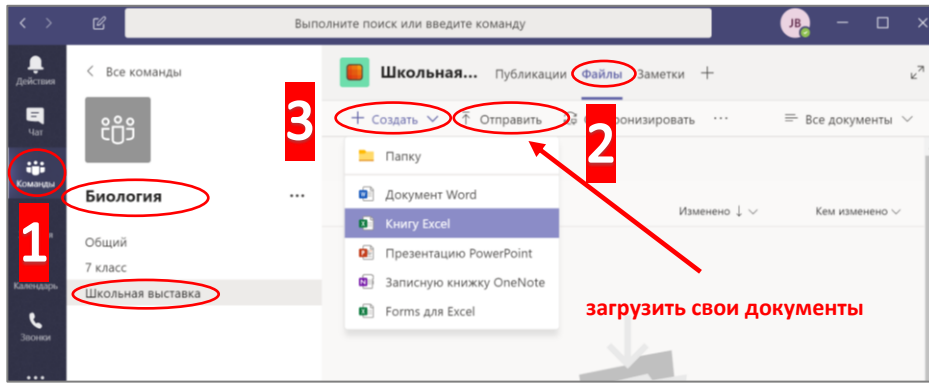 Выполните поиск или введите команду
JB
Действия
Все команды
Школьная... Публикации Файлы Заметки
Чат
3
Создать Отправить
Все документы
2
Папку
Команды
Биология
Документ Word
Изменено Кем изменено
Книгу Excel
1
Общий
Презентацию PowerPoint
7 класс
Календарь
Записную книжку OneNote
Школьная выставка
загрузить свои документы
Forms для Excel
Звонки